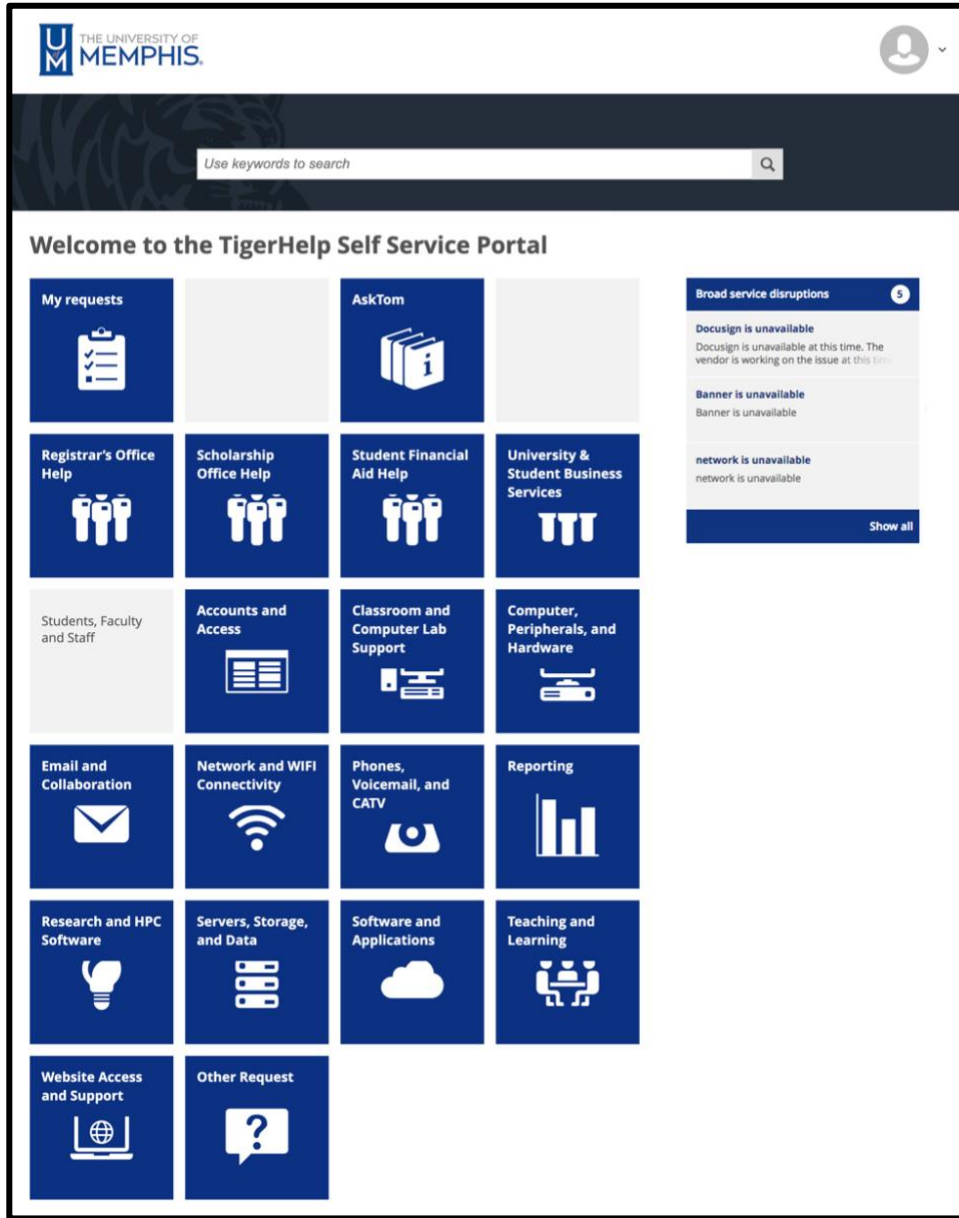 THE UNIVERSITY OF
MEMPHIS.
Use keywords to search
Welcome to the TigerHelp Self Service Portal
My requests
AskTom
Registrar's Office
Help
Scholarship
Office Help
Student Financial
Aid Help
University &
Student Business
Services
Students, Faculty
and Staff
Accounts and
Access
Classroom and
Computer Lab
Support
Computer,
Peripherals, and
Hardware
Email and
Collaboration
Network and WIFI
Connectivity
Phones,
Voicemail, and
CATV
Reporting
Research and HPC
Software
Servers, Storage,
and Data
Software and
Applications
Teaching and
Learning
Website Access
and Support
Other Request
?
Broad service disruptions 5
Docusign is unavailable
Docusign is unavailable at this time. The
vendor is working on the issue at this time
Banner is unavailable
Banner is unavailable
network is unavailable
network is unavailable
Show all